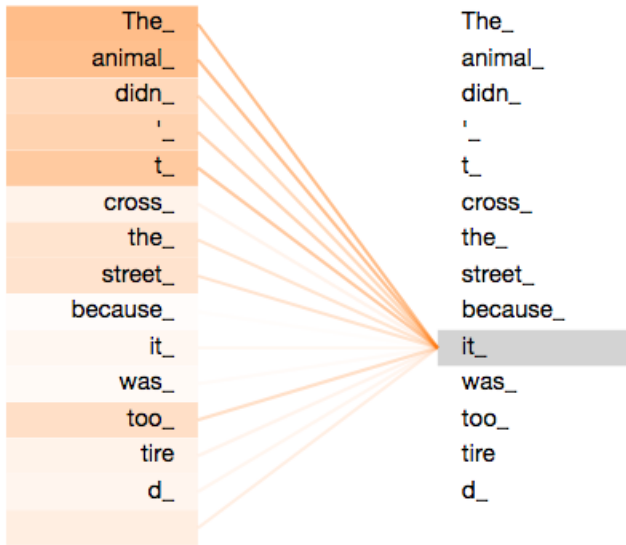 The_ The_
animal_ animal_
didn_ didn_
'_ '_
t_ t_
cross_ cross_
the_ the_
street_ street_
because_ because_
it_ it_
was_ was_
too_ too_
tire tire
d_ d_